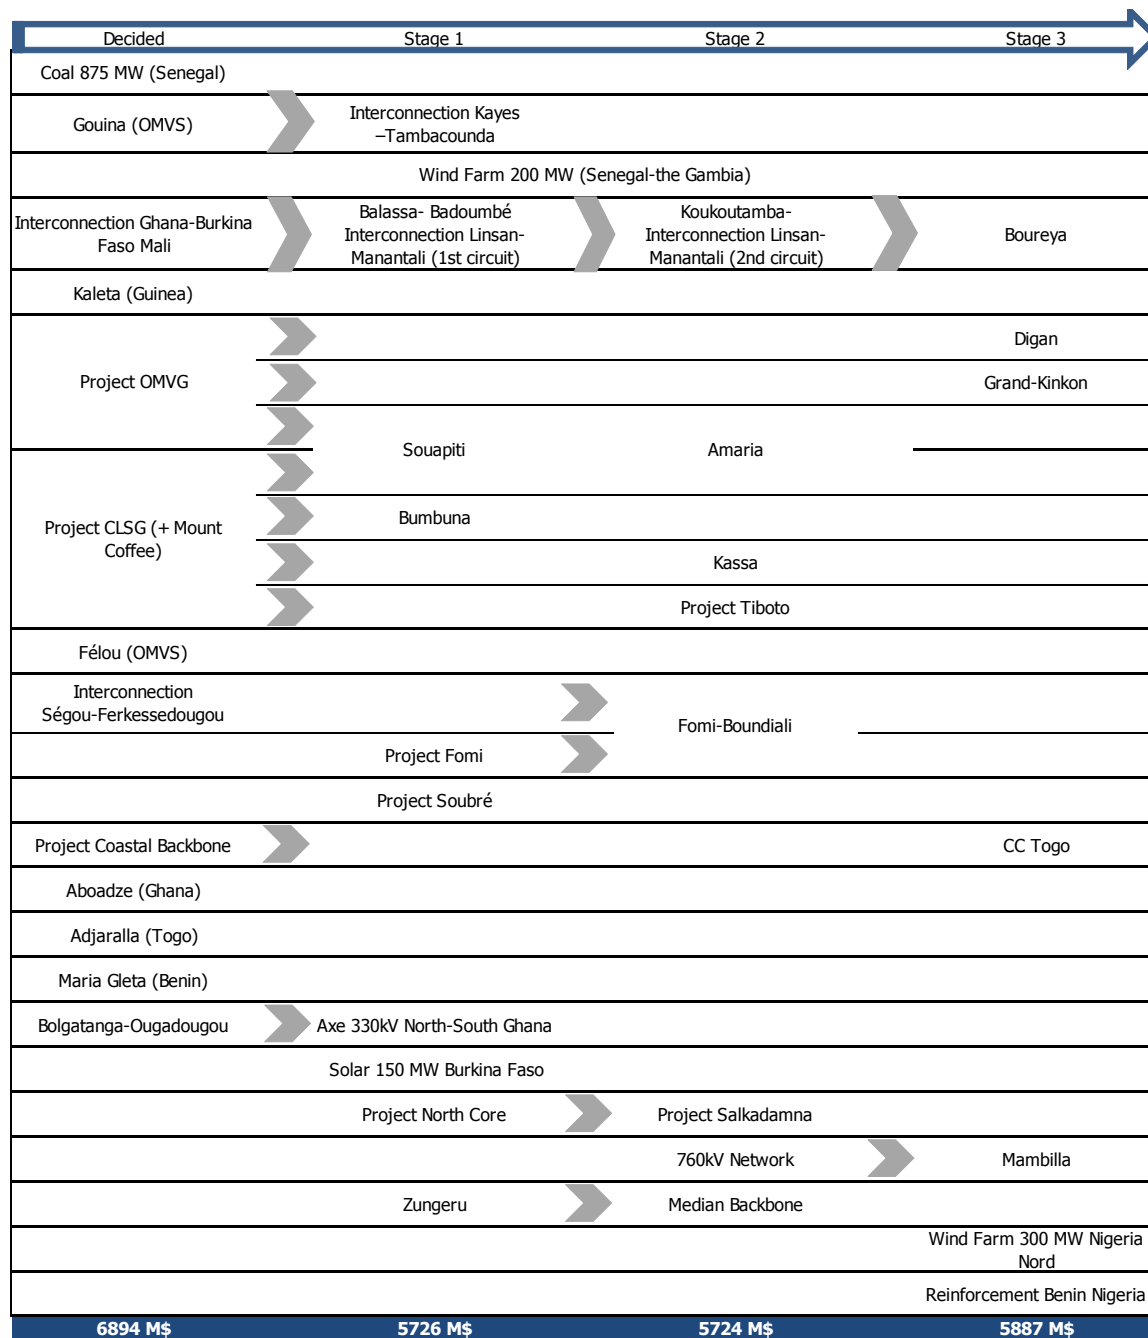 Decided Stage 1 Stage 2 Stage 3
Coal 875 MW (Senegal)
Gouina (OMVS)
Interconnection Kayes
–Tambacounda
Wind Farm 200 MW (Senegal-the Gambia)
Interconnection Ghana-Burkina
Faso Mali
Balassa- Badoumbé
Interconnection Linsan-
Manantali (1st circuit)
Koukoutamba-
Interconnection Linsan-
Manantali (2nd circuit)
Boureya
Kaleta (Guinea)
Project OMVG
Digan
Grand-Kinkon
Souapiti
Amaria
Project CLSG (+ Mount
Coffee)
Bumbuna
Kassa
Project Tiboto
Félou (OMVS)
Interconnection
Ségou-Ferkessedougou
Fomi-Boundiali
Project Fomi
Project Soubré
Project Coastal Backbone
CC Togo
Aboadze (Ghana)
Adjaralla (Togo)
Maria Gleta (Benin)
Bolgatanga-Ougadougou
Axe 330kV North-South Ghana
Solar 150 MW Burkina Faso
Project North Core
Project Salkadamna
760kV Network
Mambilla
Zungeru
Median Backbone
Wind Farm 300 MW Nigeria
Nord
Reinforcement Benin Nigeria
6894 M$ 5726 M$ 5724 M$ 5887 M$